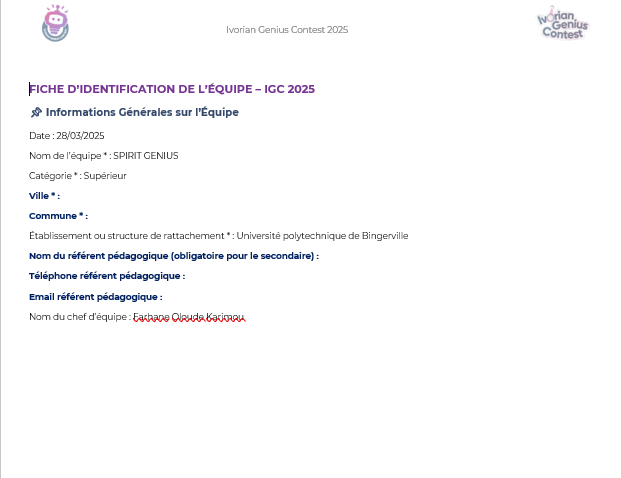 Ivorian Genius Contest 2025
Ivorian
Genius
Contest
FICHE D'IDENTIFICATION DE L'ÉQUIPE – IGC 2025
Informations Générales sur l'Équipe
Date : 28/03/2025
Nom de l'équipe * : SPIRIT GENIUS
Catégorie * : Supérieur
Ville * :
Commune * :
Établissement ou structure de rattachement * : Université polytechnique de Bingerville
Nom du référent pédagogique (obligatoire pour le secondaire) :
Téléphone référent pédagogique :
Email référent pédagogique :
Nom du chef d'équipe : Farhane Oloude Karimou